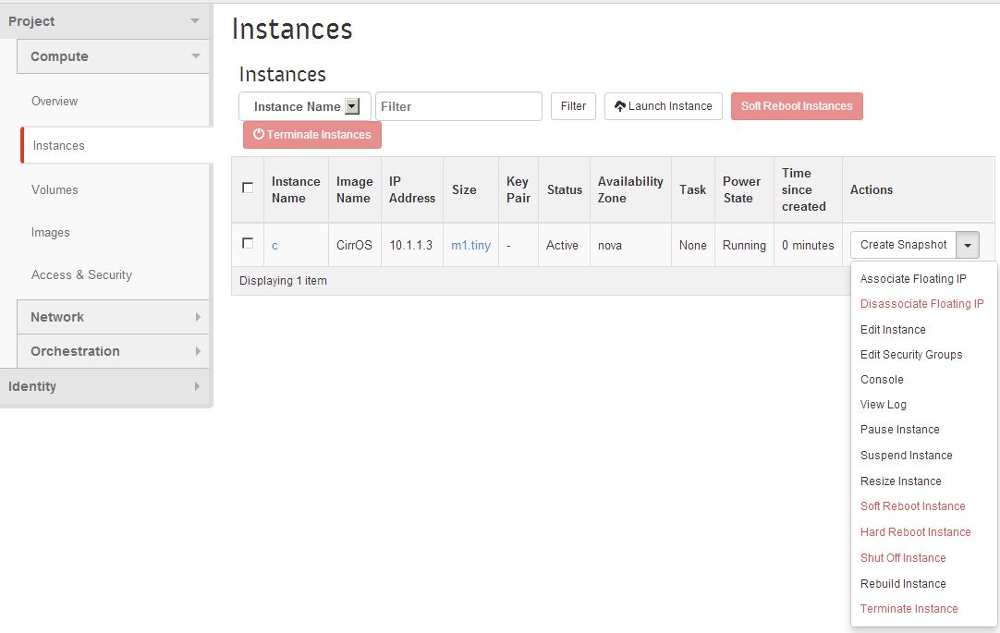 Project
Compute
Overview
Instances
Volumes
Images
Access & Security
Network
Orchestration
Identity
Instances
Instances
Instance Name Filter Filter Launch Instance Soft Reboot Instances
Terminate Instances
Instance Name Image Name IP Address Size Key Pair Status Availability Zone Task Power State Time since created Actions
c CirrOS 10.1.1.3 m1.tiny - Active nova None Running 0 minutes Create Snapshot
Displaying 1 item
Associate Floating IP
Disassociate Floating IP
Edit Instance
Edit Security Groups
Console
View Log
Pause Instance
Suspend Instance
Resize Instance
Soft Reboot Instance
Hard Reboot Instance
Shut Off Instance
Rebuild Instance
Terminate Instance